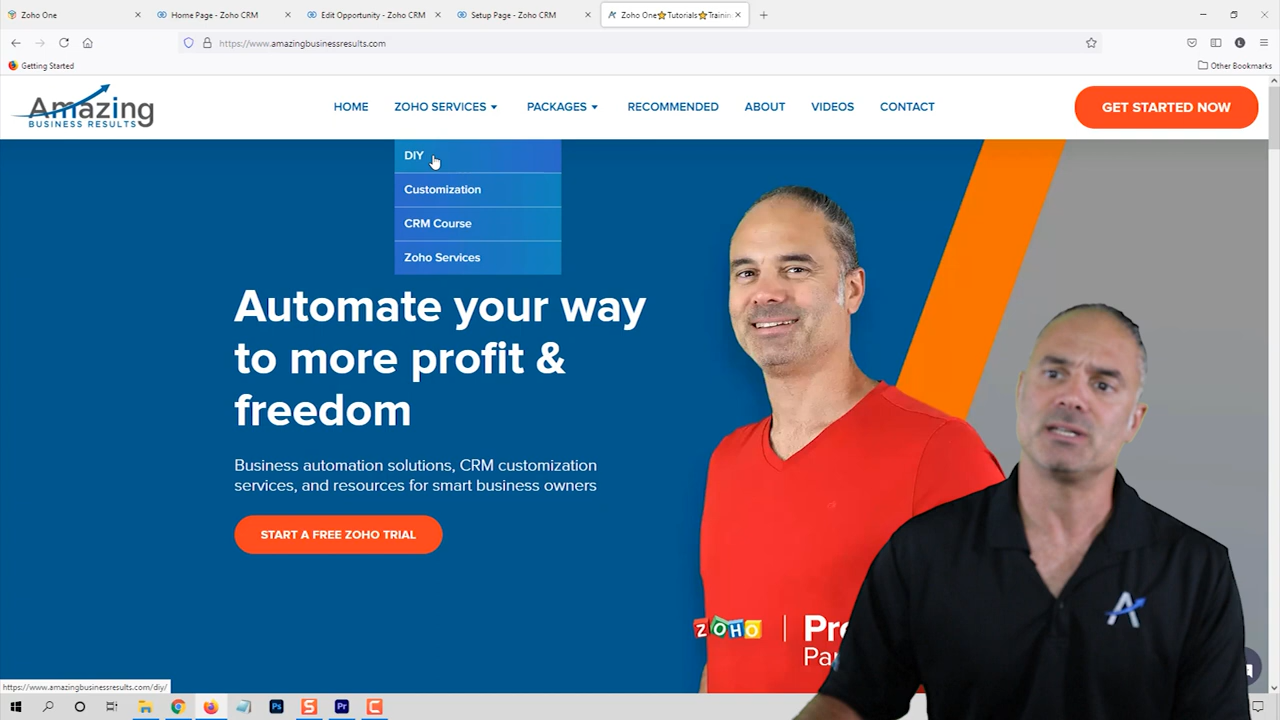 Zoho One
Home Page - Zoho CRM
Edit Opportunity - Zoho CRM
Setup Page - Zoho CRM
Zoho One⭐Tutorials⭐Trainin
https://www.amazingbusinessresults.com
Getting Started
Other Bookmarks
Amazing
BUSINESS RESULTS
HOME
ZOHO SERVICES
PACKAGES
RECOMMENDED
ABOUT
VIDEOS
CONTACT
GET STARTED NOW
DIY
Customization
CRM Course
Zoho Services
Automate your way
to more profit &
freedom
Business automation solutions, CRM customization
services, and resources for smart business owners
START A FREE ZOHO TRIAL
ZOHO
https://www.amazingbusinessresults.com/diy/